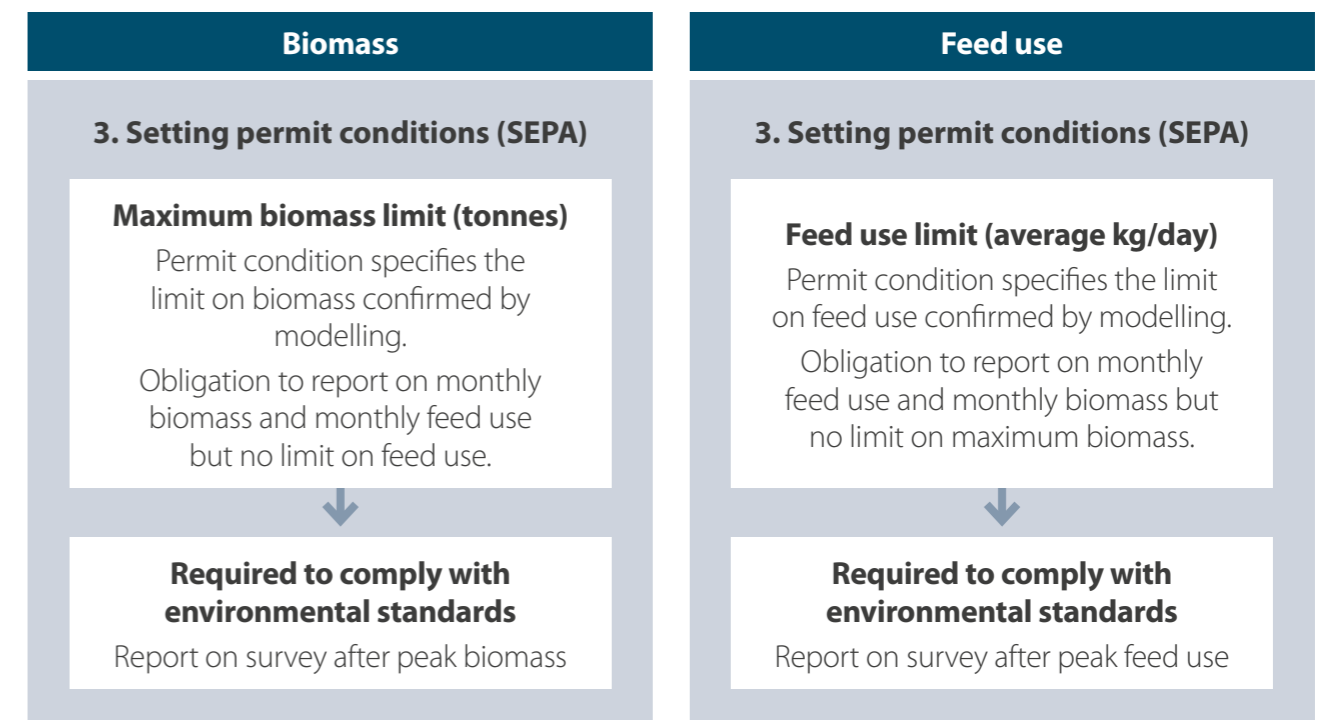 Biomass
3. Setting permit conditions (SEPA)
Maximum biomass limit (tonnes)
Permit condition specifies the
limit on biomass confirmed by
modelling.
Obligation to report on monthly
biomass and monthly feed use
but no limit on feed use.
Required to comply with
environmental standards
Report on survey after peak biomass
Feed use
3. Setting permit conditions (SEPA)
Feed use limit (average kg/day)
Permit condition specifies the limit
on feed use confirmed by modelling.
Obligation to report on monthly
feed use and monthly biomass but
no limit on maximum biomass.
Required to comply with
environmental standards
Report on survey after peak feed use